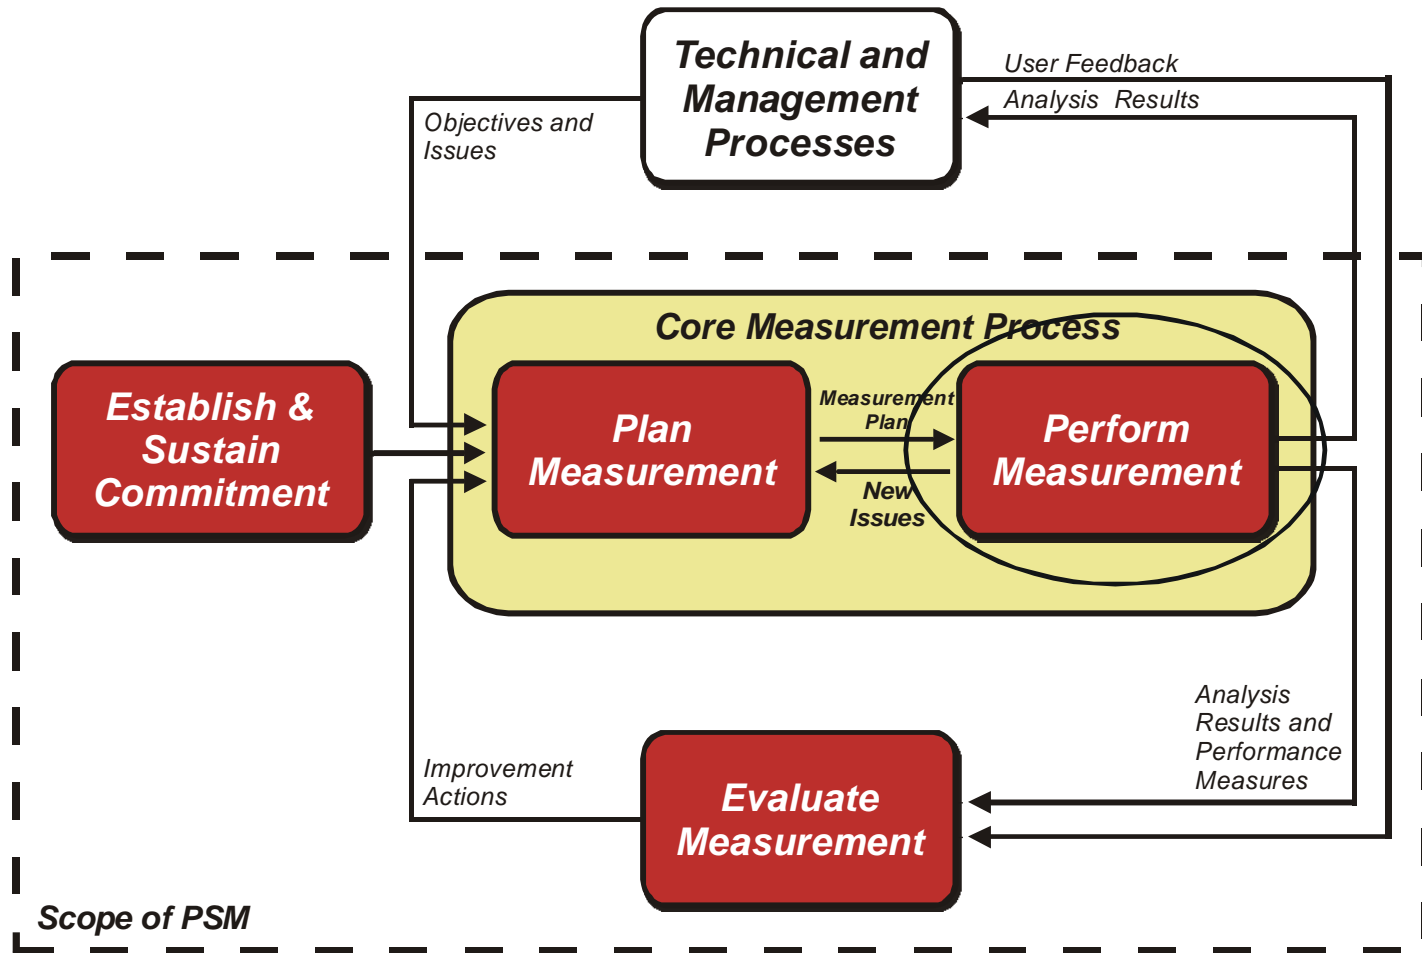 Technical and
Management
Processes
User Feedback
Analysis Results
Objectives and
Issues
Core Measurement Process
Establish &
Sustain
Commitment
Plan
Measurement
Measurement
Plan
New
Issues
Perform
Measurement
Analysis
Results and
Performance
Measures
Improvement
Actions
Evaluate
Measurement
Scope of PSM